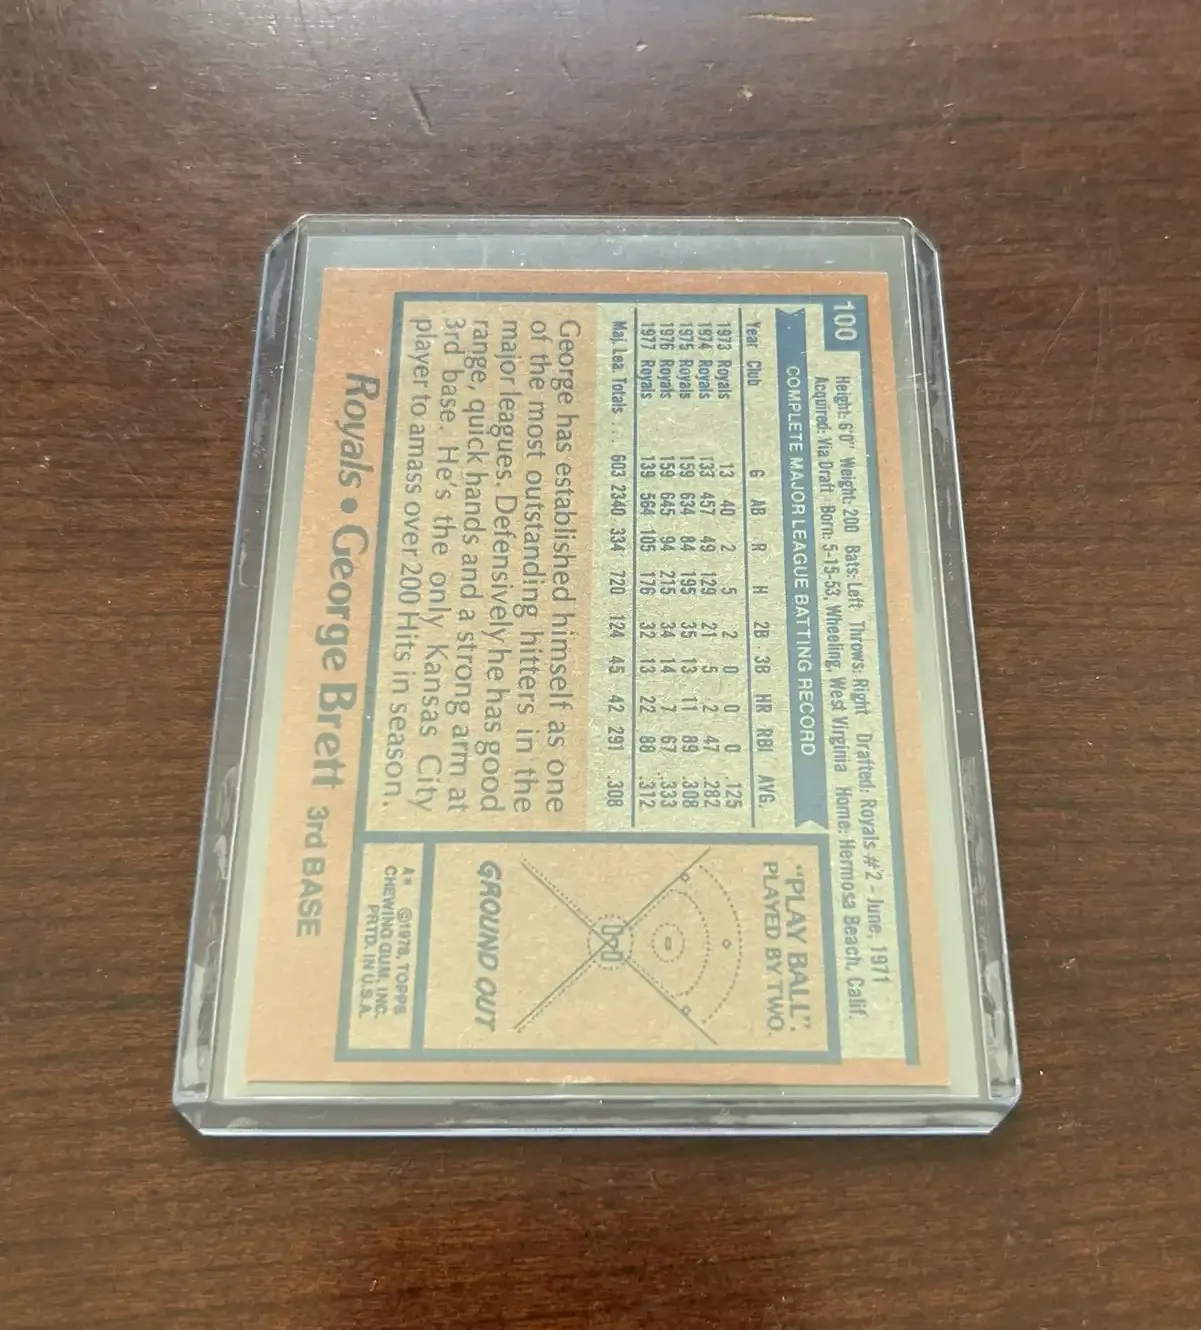 100
Height: 6'0" Weight: 200 Bats: Left Throws: Right Drafted: Royals #2 - June, 1971
Acquired: Via Draft Born: 5-15-53, Wheeling, West Virginia Home: Hermosa Beach, Calif.
COMPLETE MAJOR LEAGUE BATTING RECORD
Year Club G AB R H 2B 3B HR RBI AVG.
1973 Royals 13 40 2 5 2 0 0 0 .125
1974 Royals 133 457 49 129 21 5 2 47 .282
1975 Royals 159 634 84 195 35 13 11 89 .308
1976 Royals 159 645 94 215 34 14 7 67 .333
1977 Royals 139 564 105 176 32 13 22 88 .312
Maj. Lea. Totals ... 603 2340 334 720 124 45 42 291 .308
George has established himself as one
of the most outstanding hitters in the
major leagues. Defensively he has good
range, quick hands and a strong arm at
3rd base. He's the only Kansas City
player to amass over 200 Hits in season.
"PLAY BALL".
PLAYED BY TWO.
GROUND OUT
A* ©1978, TOPPS
CHEWING GUM, INC.
PRTD. IN U.S.A.
Royals • George Brett 3rd BASE